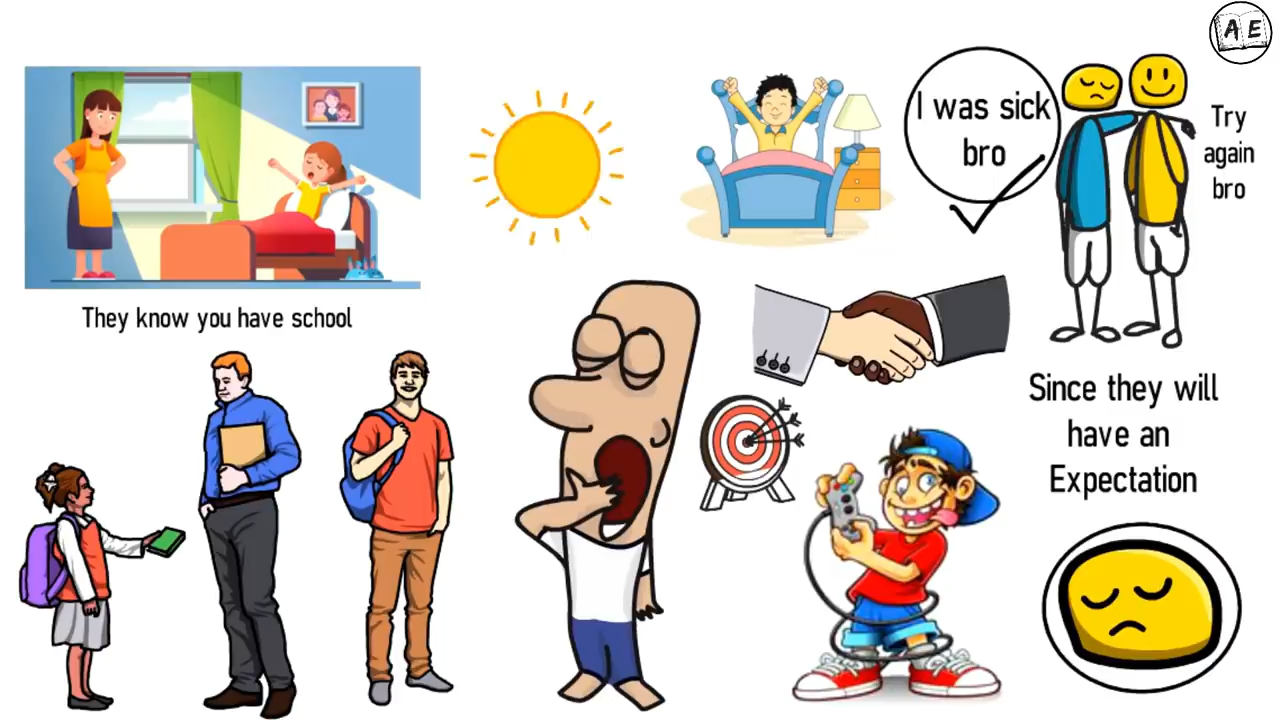 A E
I was sick
bro
Try
again
bro
They know you have school
Since they will
have an
Expectation